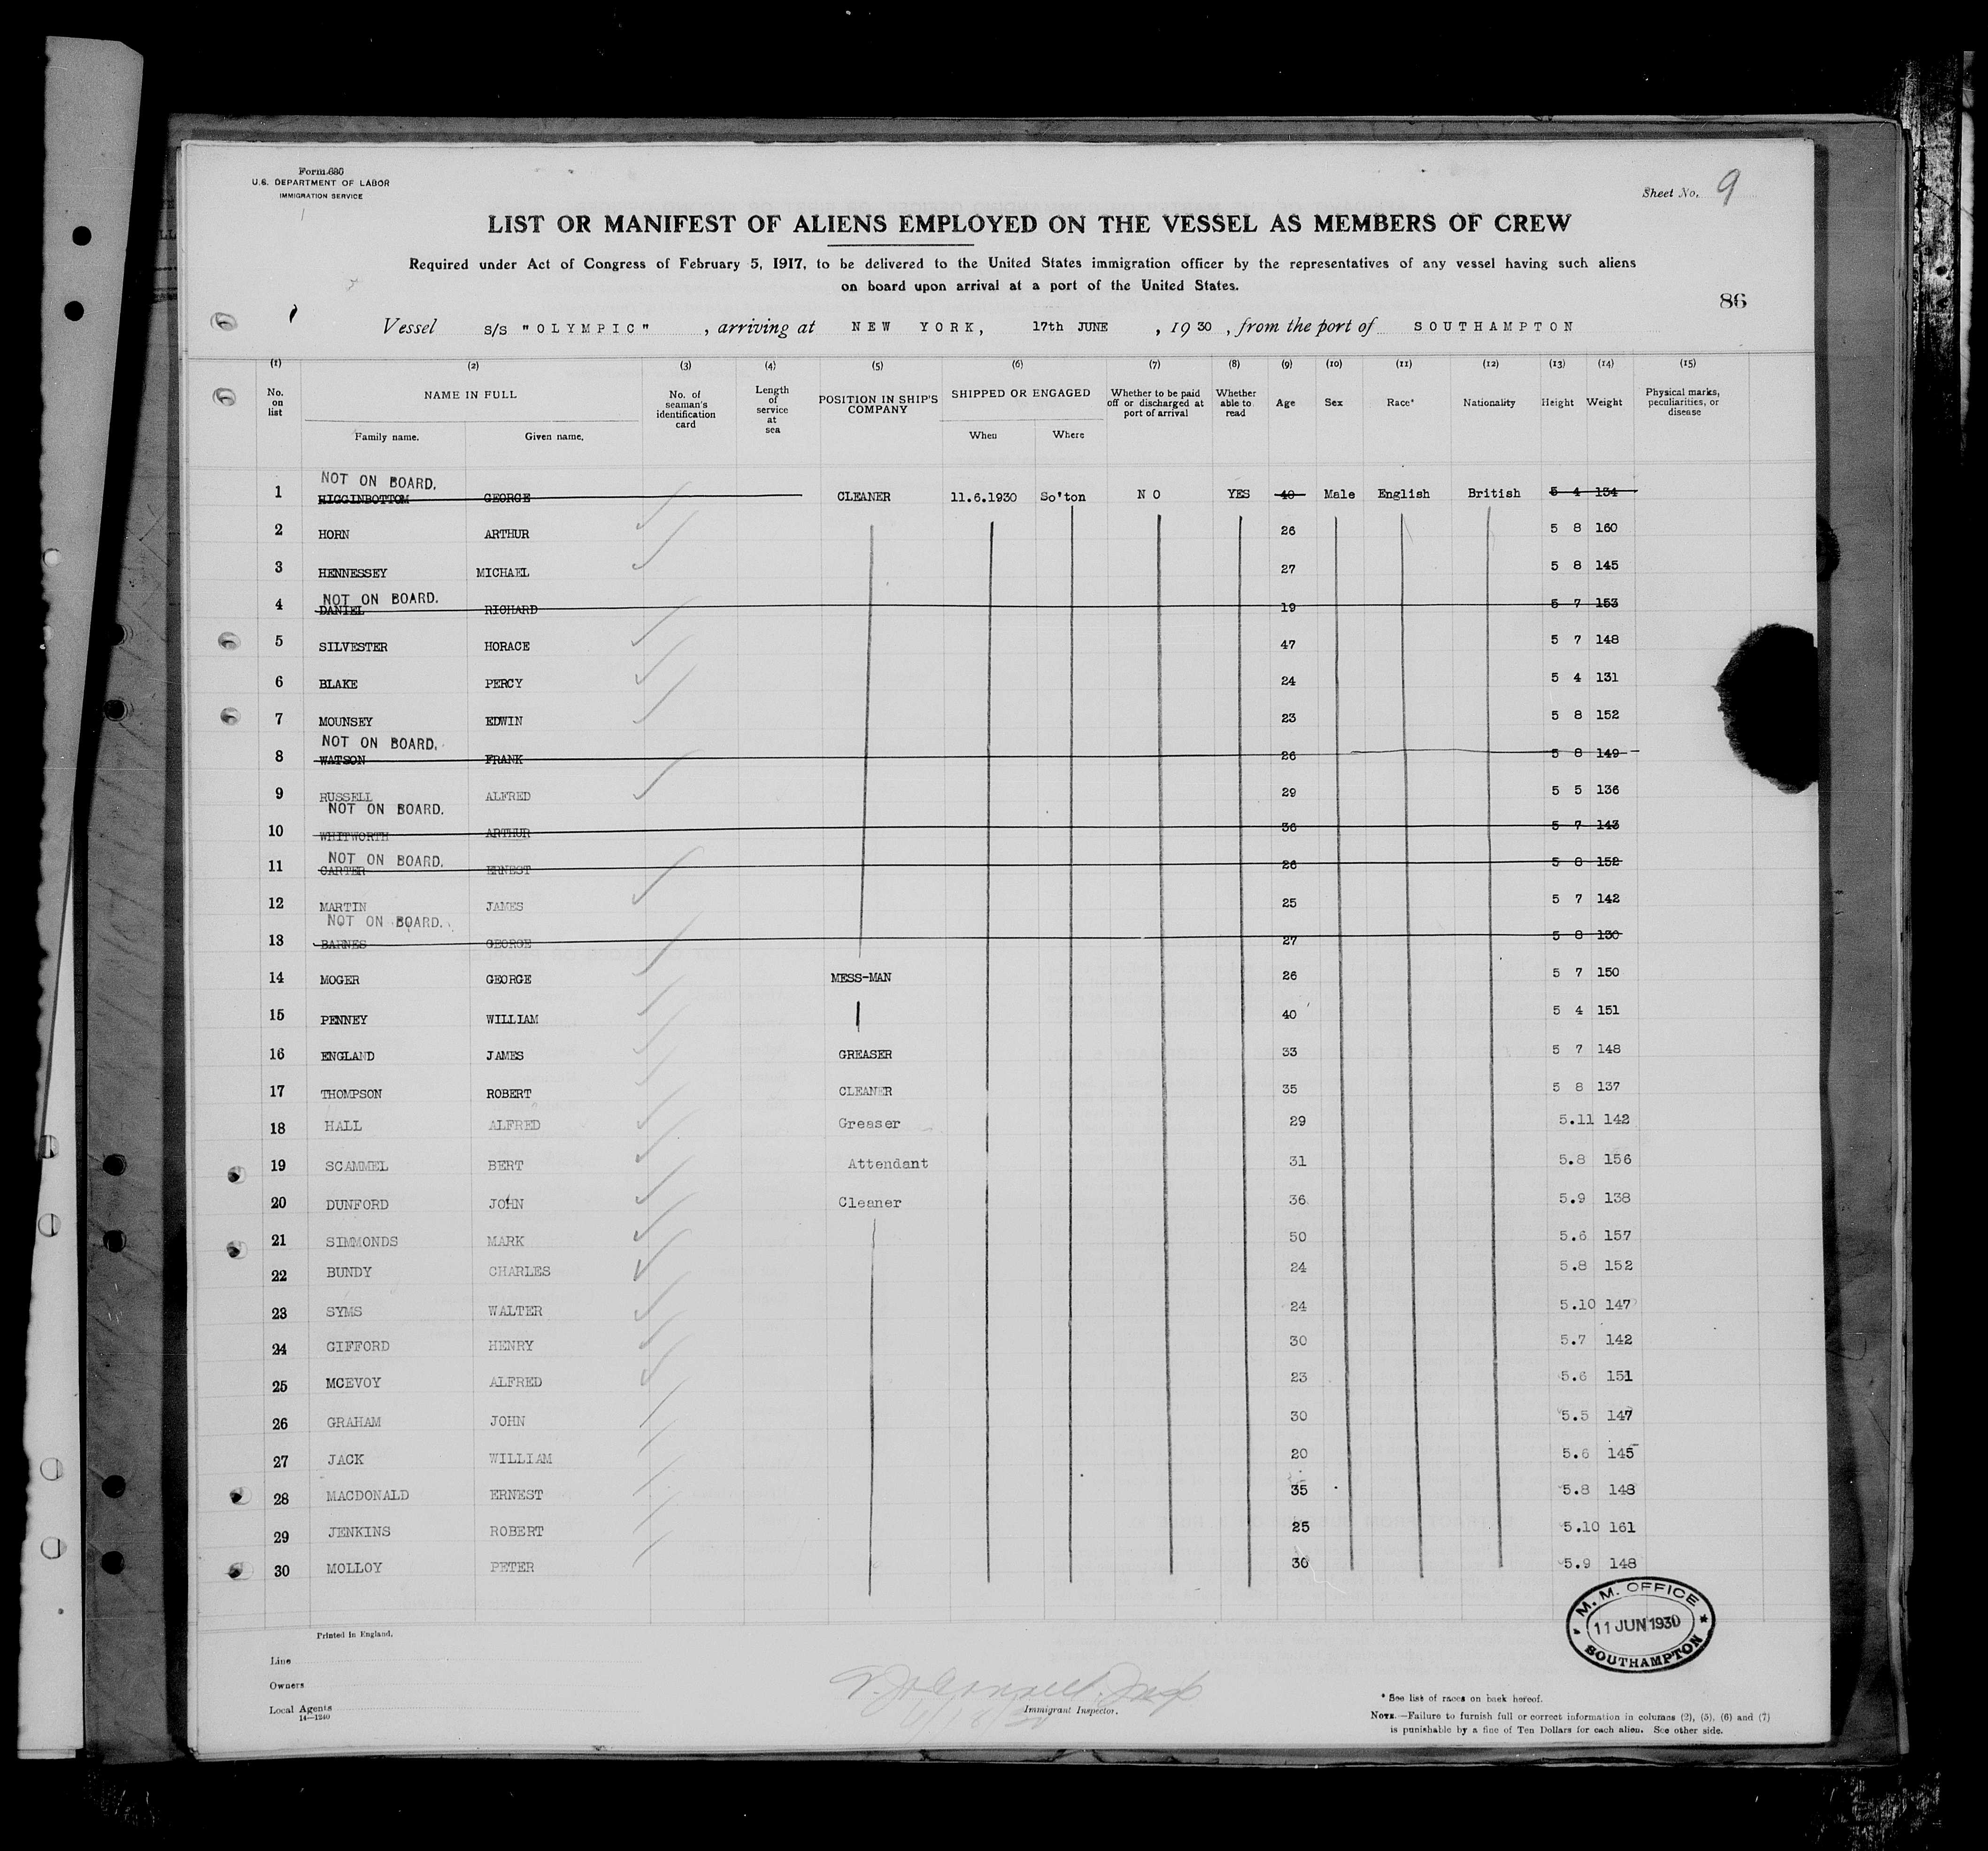 Form 686
U.S. DEPARTMENT OF LABOR
IMMIGRATION SERVICE
Sheet No. 9
LIST OR MANIFEST OF ALIENS EMPLOYED ON THE VESSEL AS MEMBERS OF CREW
Required under Act of Congress of February 5, 1917, to be delivered to the United States immigration officer by the representatives of any vessel having such aliens
on board upon arrival at a port of the United States.
86
Vessel S/S "OLYMPIC", arriving at NEW YORK, 17th JUNE, 1930, from the port of SOUTHAMPTON
(1) (2) (3) (4) (5) (6) (7) (8) (9) (10) (11) (12) (13) (14) (15)
No. on list NAME IN FULL No. of seaman's identification card Length of service at sea POSITION IN SHIP'S COMPANY SHIPPED OR ENGAGED Whether to be paid off or discharged at port of arrival Whether able to read Age Sex Race* Nationality Height Weight Physical marks, peculiarities, or disease
Family name. Given name. When Where
NOT ON BOARD.
1 HIGGINBOTTOM GEORGE CLEANER 11.6.1930 So'ton NO YES 40 Male English British 5 4 134
2 HORN ARTHUR 26 5 8 160
3 HENNESSEY MICHAEL 27 5 8 145
NOT ON BOARD.
4 DANIEL RICHARD 19 5 7 153
5 SILVESTER HORACE 47 5 7 148
6 BLAKE PERCY 24 5 4 131
7 MOUNSEY EDWIN 23 5 8 152
NOT ON BOARD.
8 WATSON FRANK 26 5 8 149
9 RUSSELL ALFRED 29 5 5 136
NOT ON BOARD.
10 WHITWORTH ARTHUR 36 5 7 143
NOT ON BOARD.
11 CARTER ERNEST 26 5 8 152
12 MARTIN JAMES 25 5 7 142
NOT ON BOARD.
13 BARNES GEORGE 27 5 8 130
14 MOGER GEORGE MESS-MAN 26 5 7 150
15 PENNEY WILLIAM 40 5 4 151
16 ENGLAND JAMES GREASER 33 5 7 148
17 THOMPSON ROBERT CLEANER 35 5 8 137
18 HALL ALFRED Greaser 29 5.11 142
19 SCAMMEL BERT Attendant 31 5.8 156
20 DUNFORD JOHN Cleaner 36 5.9 138
21 SIMMONDS MARK 50 5.6 157
22 BUNDY CHARLES 24 5.8 152
23 SYMS WALTER 24 5.10 147
24 GIFFORD HENRY 30 5.7 142
25 MCEVOY ALFRED 23 5.6 151
26 GRAHAM JOHN 30 5.5 147
27 JACK WILLIAM 20 5.6 145
28 MACDONALD ERNEST 35 5.8 148
29 JENKINS ROBERT 25 5.10 161
30 MOLLOY PETER 30 5.9 148
M. M. OFFICE
11 JUN 1930
SOUTHAMPTON
Printed in England.
Line
Owners
Local Agents
14—1240
Immigrant Inspector.
* See list of races on back hereof.
NOTE.—Failure to furnish full or correct information in columns (2), (5), (6) and (7)
is punishable by a fine of Ten Dollars for each alien. See other side.